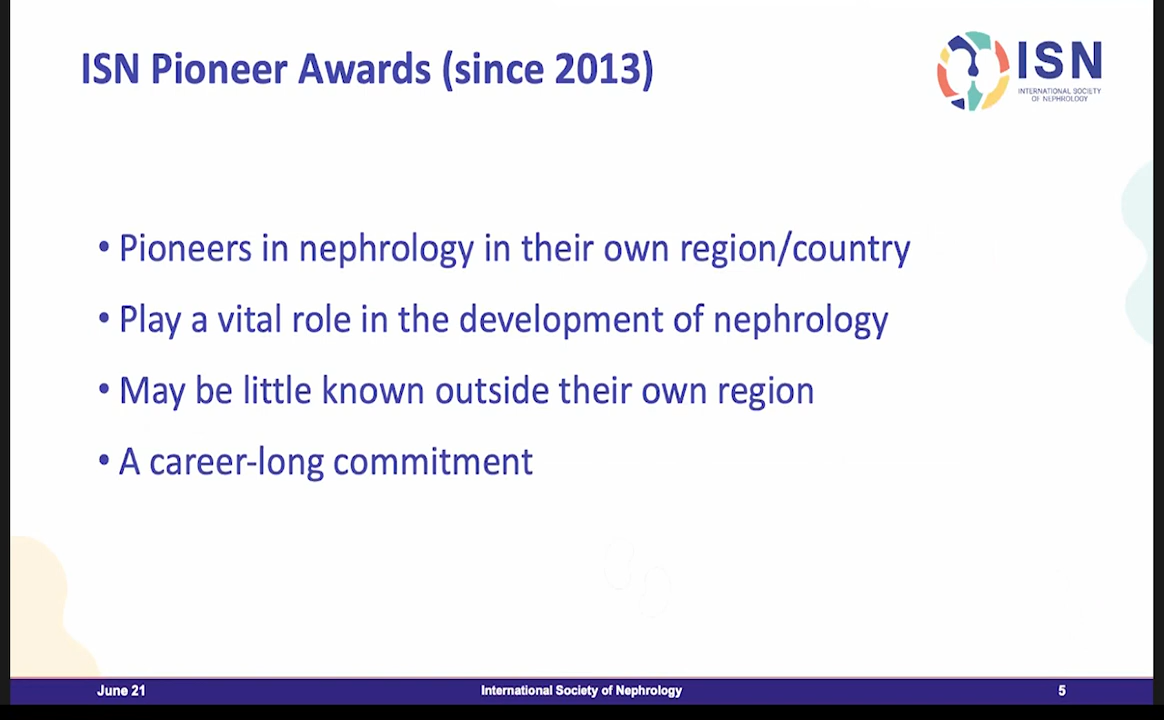 ISN Pioneer Awards (since 2013)
ISN
INTERNATIONAL SOCIETY
OF NEPHROLOGY
• Pioneers in nephrology in their own region/country
• Play a vital role in the development of nephrology
• May be little known outside their own region
• A career-long commitment
June 21
International Society of Nephrology
5